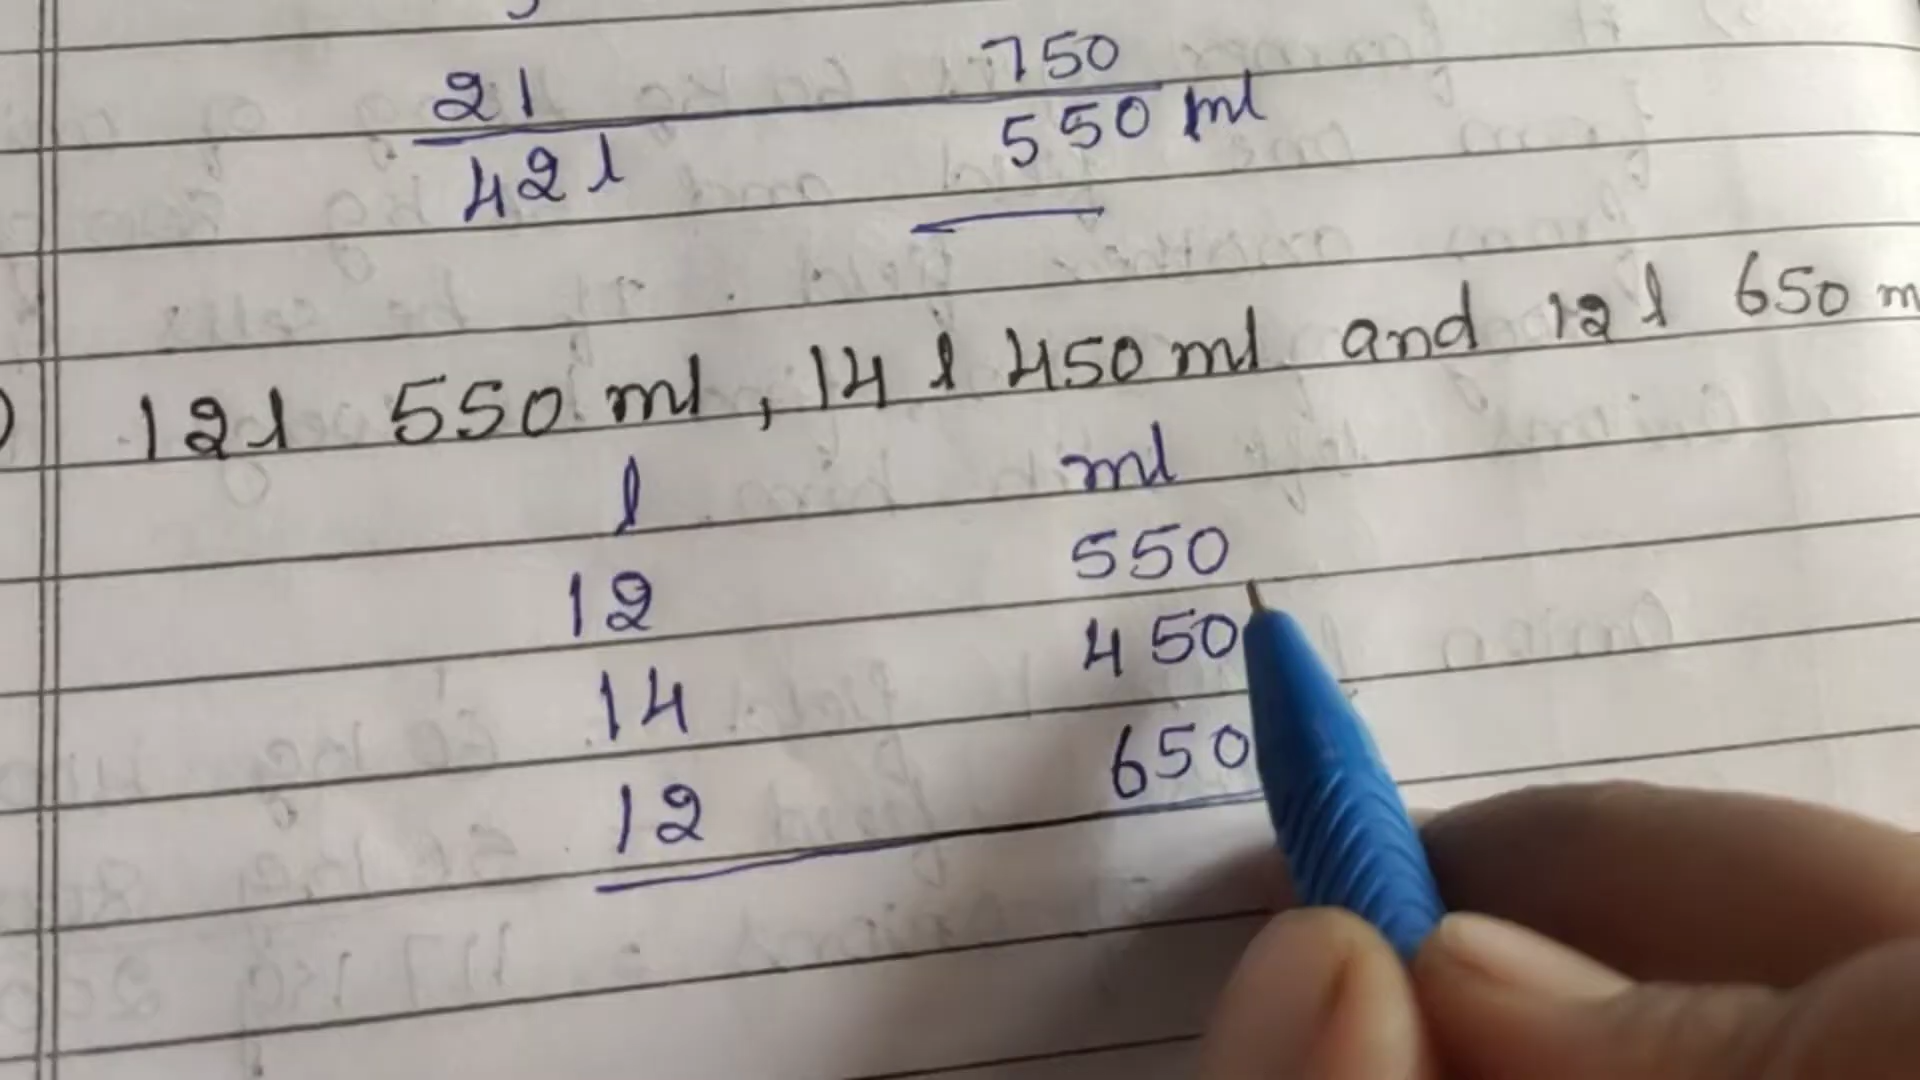 21 750
42 l 550 ml
) 12 l 550 ml , 14 l 450 ml and 12 l 650 m
l ml
12 550
14 450
12 650